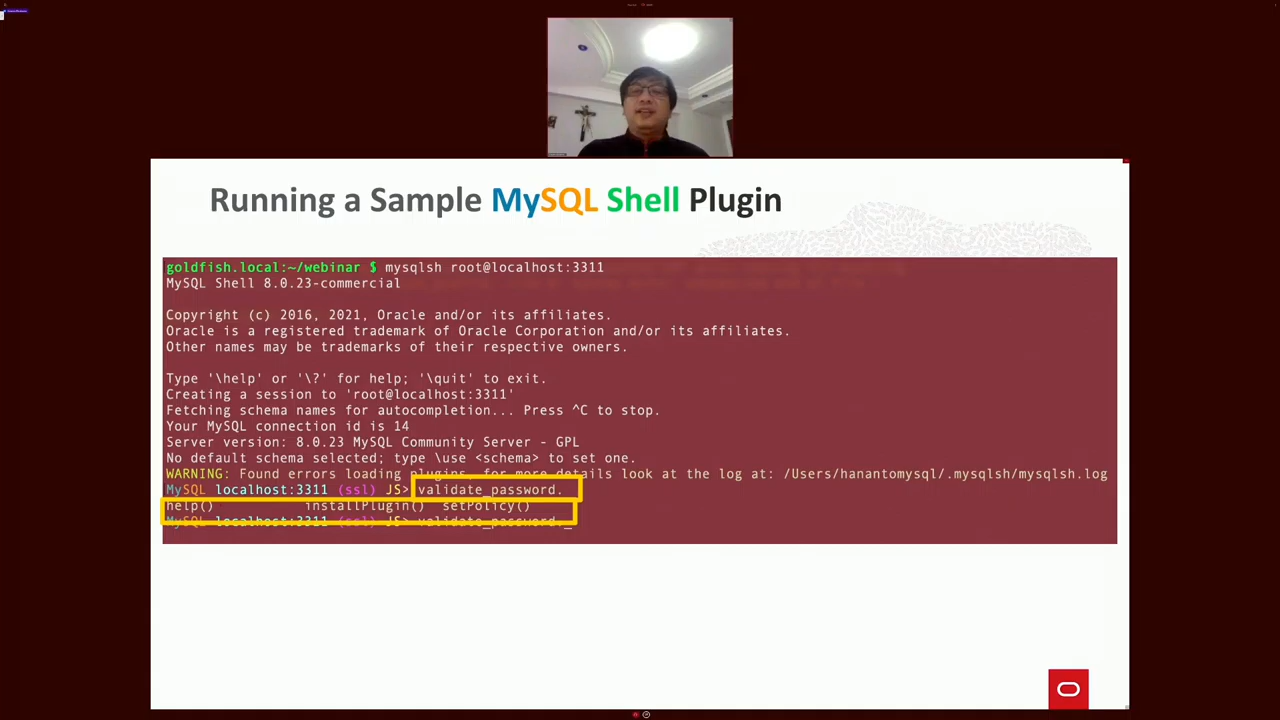 Running a Sample MySQL Shell Plugin
goldfish.local:~/webinar $ mysqlsh root@localhost:3311
MySQL Shell 8.0.23-commercial
Copyright (c) 2016, 2021, Oracle and/or its affiliates.
Oracle is a registered trademark of Oracle Corporation and/or its affiliates.
Other names may be trademarks of their respective owners.
Type '\help' or '\?' for help; '\quit' to exit.
Creating a session to 'root@localhost:3311'
Fetching schema names for autocompletion... Press ^C to stop.
Your MySQL connection id is 14
Server version: 8.0.23 MySQL Community Server - GPL
No default schema selected; type \use <schema> to set one.
WARNING: Found errors loading plugins, for more details look at the log at: /Users/hanantomysql/.mysqlsh/mysqlsh.log
MySQL localhost:3311 (ssl) JS> validate_password.
help() installPlugin() setPolicy()
MySQL localhost:3311 (ssl) JS> validate_password._